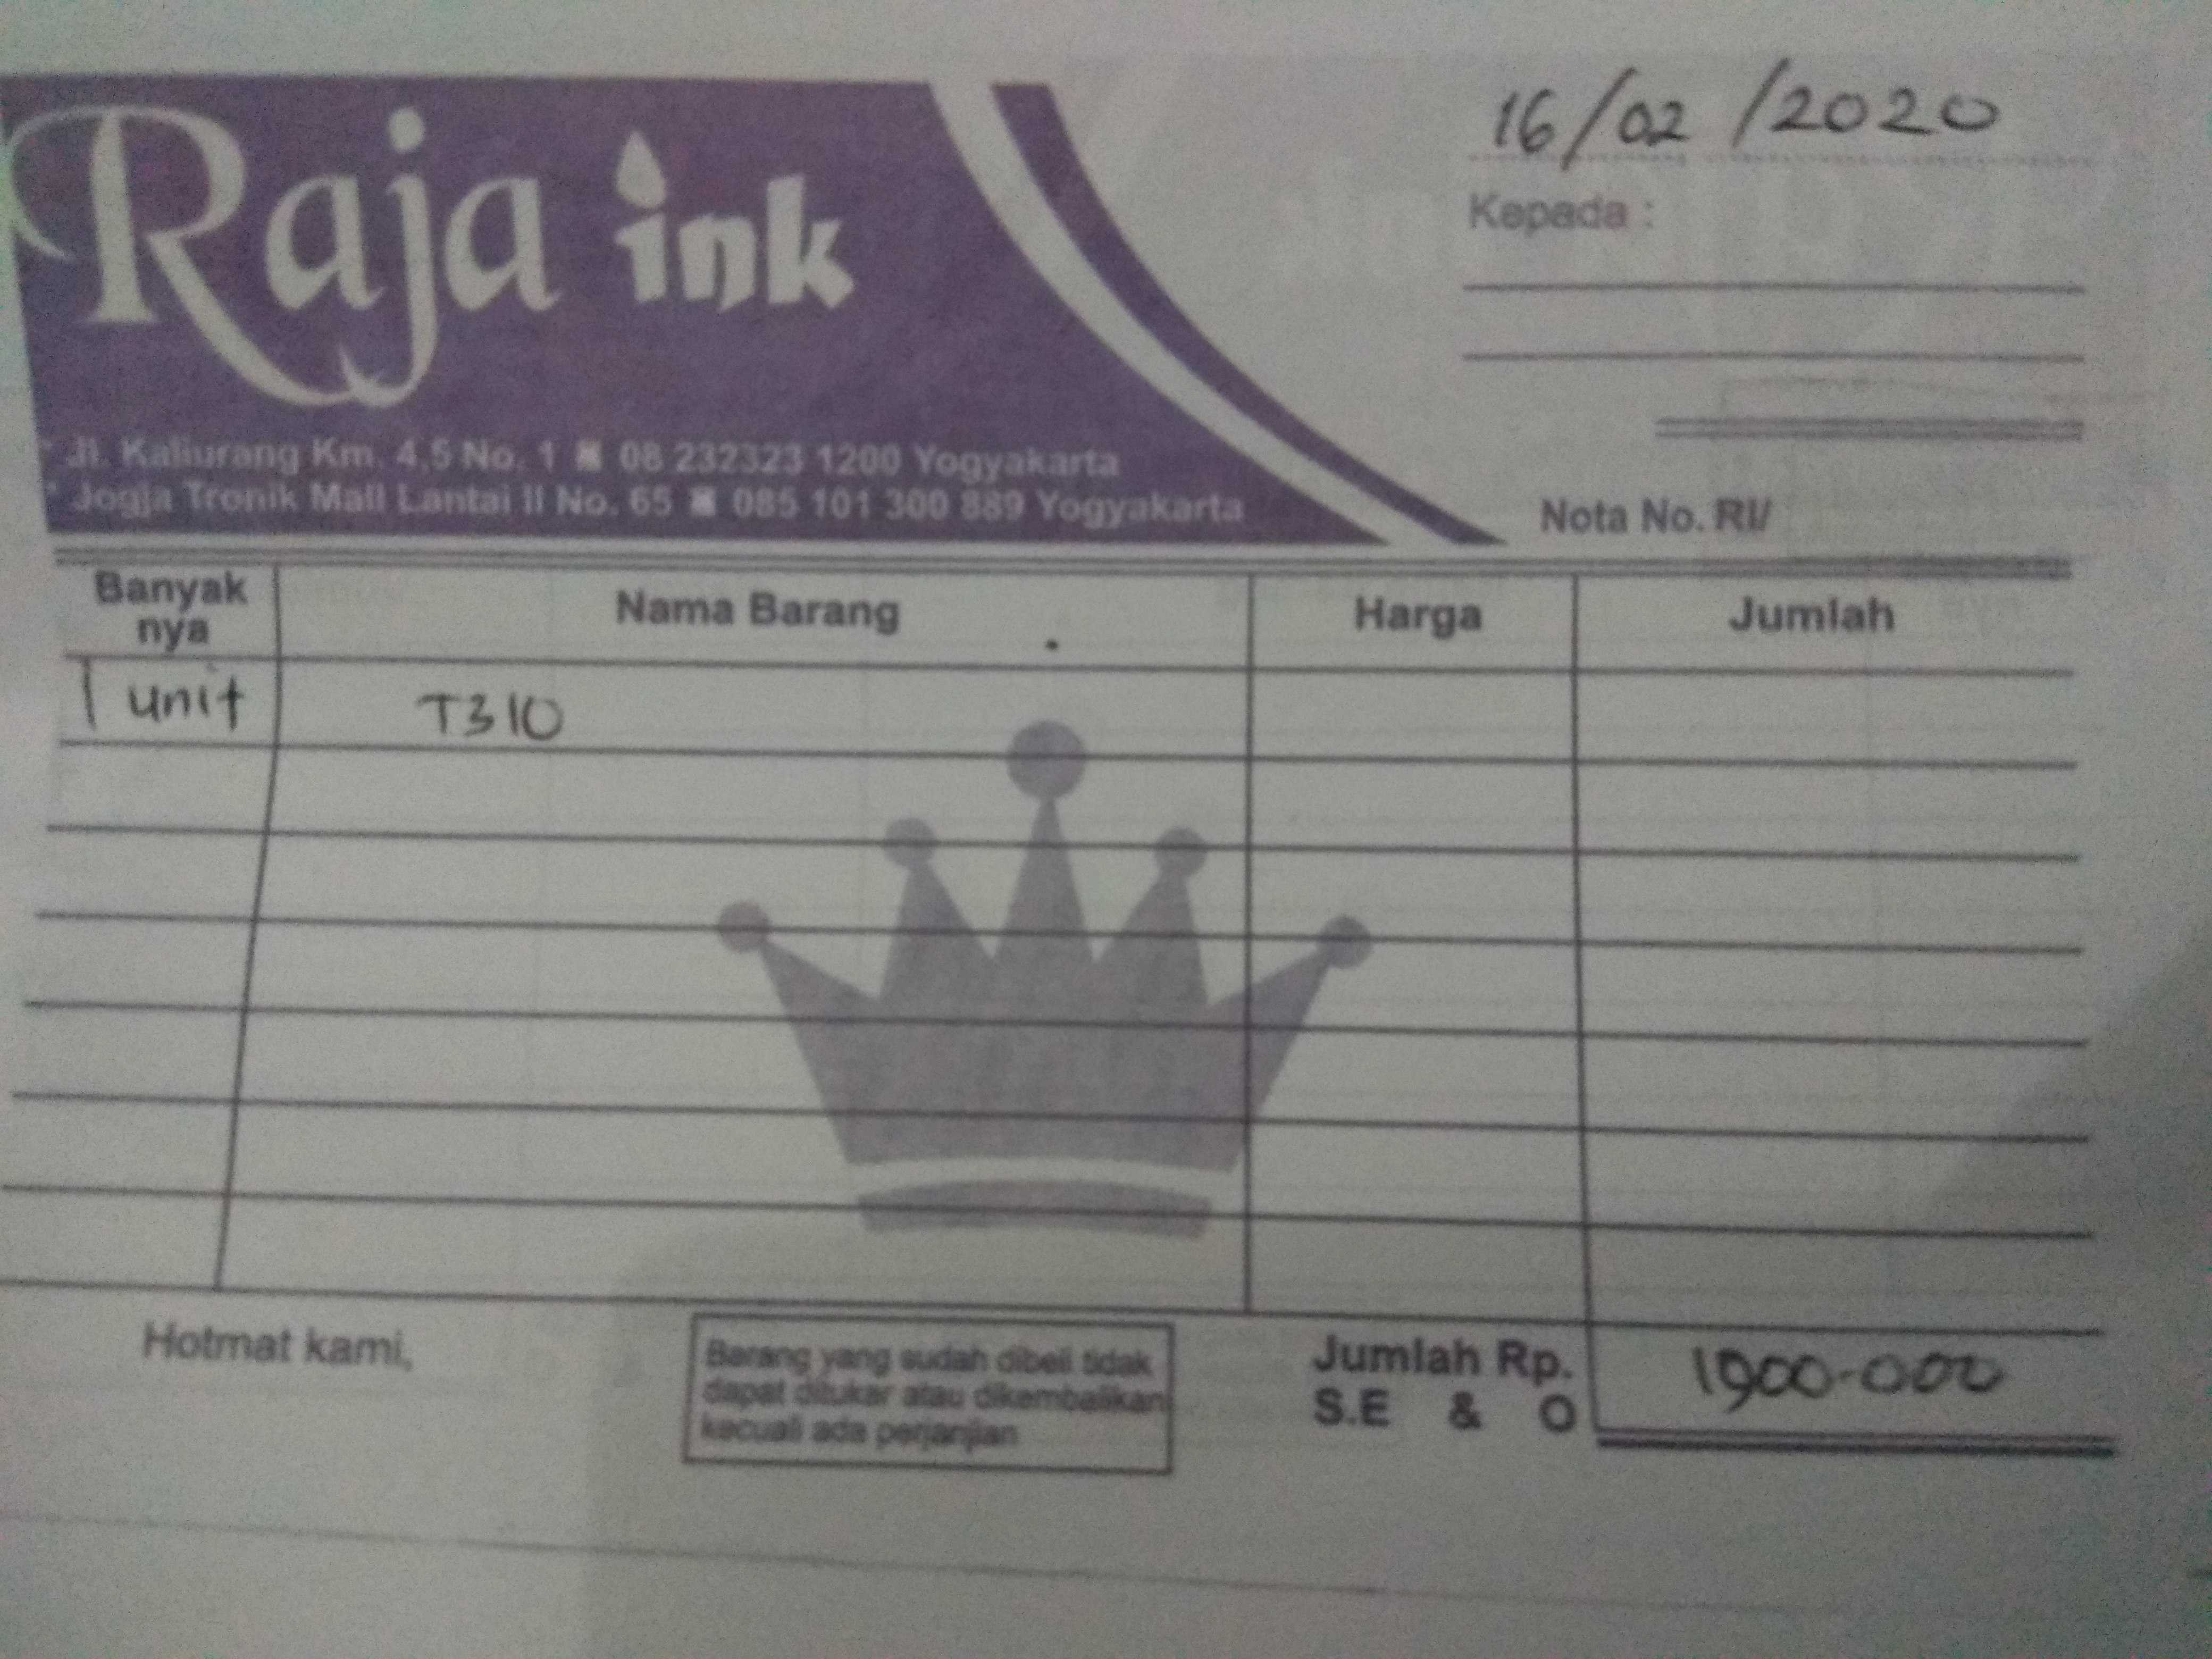 16/02/2020
Raja ink
Kepada :
* Jl. Kaliurang Km. 4,5 No. 1 08 232323 1200 Yogyakarta
* Jogja Tronik Mall Lantai II No. 65 085 101 300 889 Yogyakarta
Nota No. RI/
Banyak nya Nama Barang Harga Jumlah
1 unit T310
Hotmat kami,
Barang yang sudah dibeli tidak
dapat ditukar atau dikembalikan
kecuali ada perjanjian
Jumlah Rp. 1900.000
S.E & O